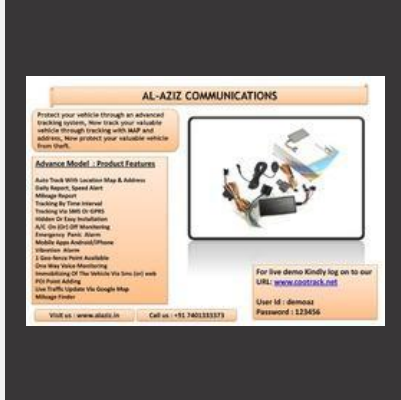 AL-AZIZ COMMUNICATIONS
Protect your vehicle through an advanced
tracking system, Now track your valuable
vehicle through tracking with MAP and
address, Now protect your valuable vehicle
from theft.
Advance Model : Product Features
Auto Track With Location Map & Address
Daily Report, Speed Alert
Mileage Report
Tracking By Time Interval
Tracking Via SMS Or GPRS
Hidden Or Easy Installation
A/C On (Or) Off Monitoring
Emergency Panic Alarm
Mobile Apps Android/iPhone
Vibration Alarm
1 Geo-fence Point Available
One Way Voice Monitoring
Immobilizing Of The Vehicle Via Sms (or) web
POI Point Adding
Live Traffic Update Via Google Map
Mileage Finder
For live demo Kindly log on to our
URL: www.cootrack.net
User Id : demoaz
Password : 123456
Visit us : www.alaziz.in
Call us : +91 7401333373